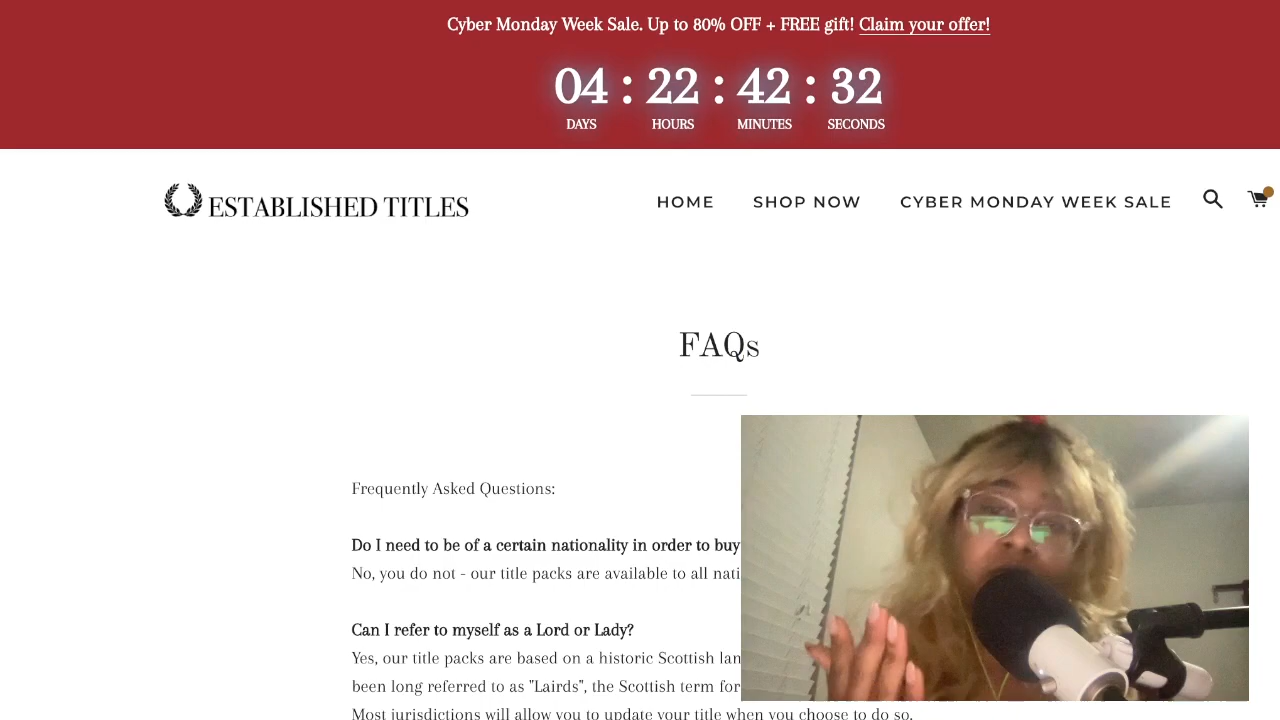 Cyber Monday Week Sale. Up to 80% OFF + FREE gift! Claim your offer!
04 : 22 : 42 : 32
DAYS HOURS MINUTES SECONDS
ESTABLISHED TITLES
HOME SHOP NOW CYBER MONDAY WEEK SALE
FAQs
Frequently Asked Questions:
Do I need to be of a certain nationality in order to buy
No, you do not - our title packs are available to all nati
Can I refer to myself as a Lord or Lady?
Yes, our title packs are based on a historic Scottish lan
been long referred to as "Lairds", the Scottish term for
Most jurisdictions will allow you to update your title when you choose to do so.